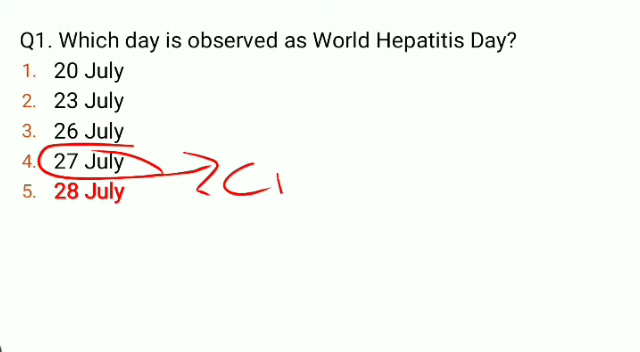 Q1. Which day is observed as World Hepatitis Day?
1. 20 July
2. 23 July
3. 26 July
4. 27 July
5. 28 July